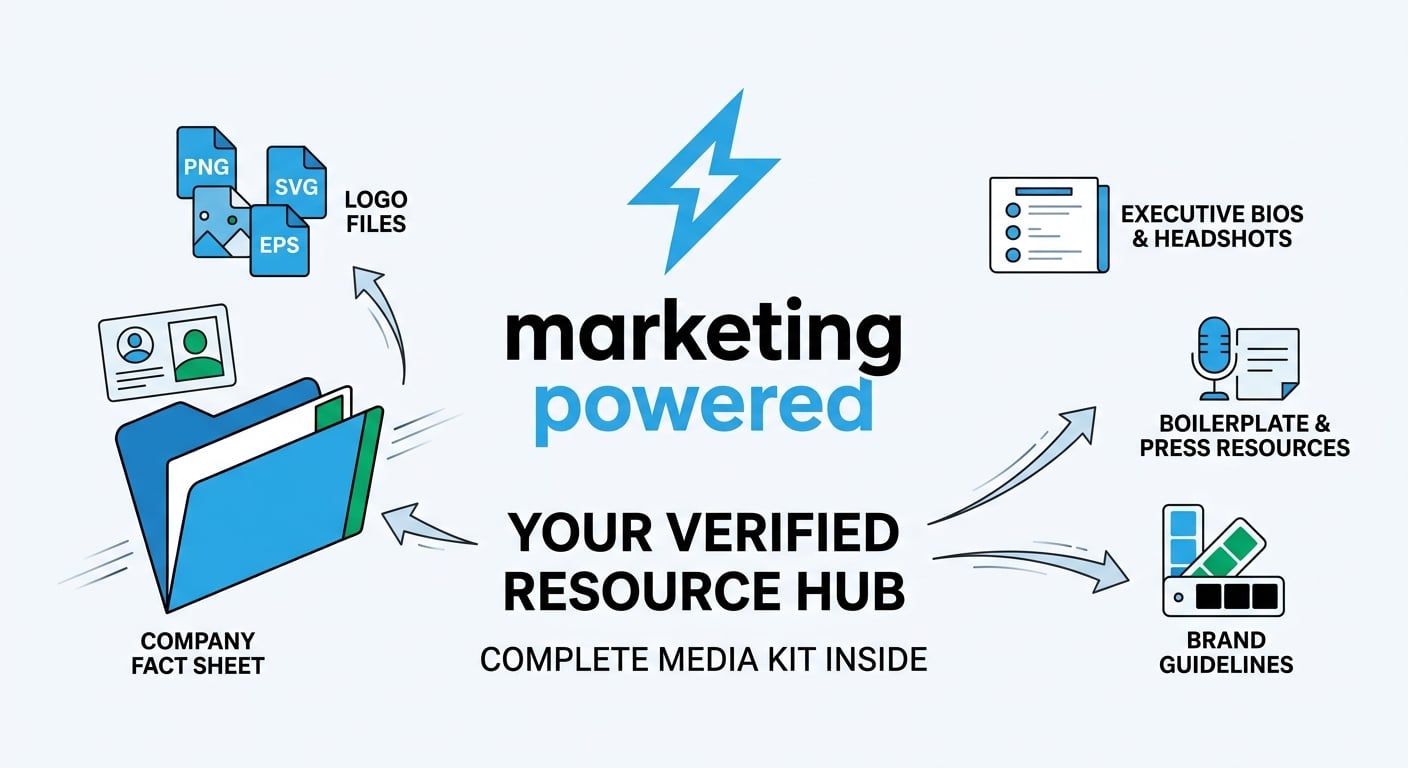 PNG
SVG
EPS
LOGO
FILES
marketing
powered
EXECUTIVE BIOS
& HEADSHOTS
BOILERPLATE &
PRESS RESOURCES
YOUR VERIFIED
RESOURCE HUB
COMPLETE MEDIA KIT INSIDE
COMPANY
FACT SHEET
BRAND
GUIDELINES